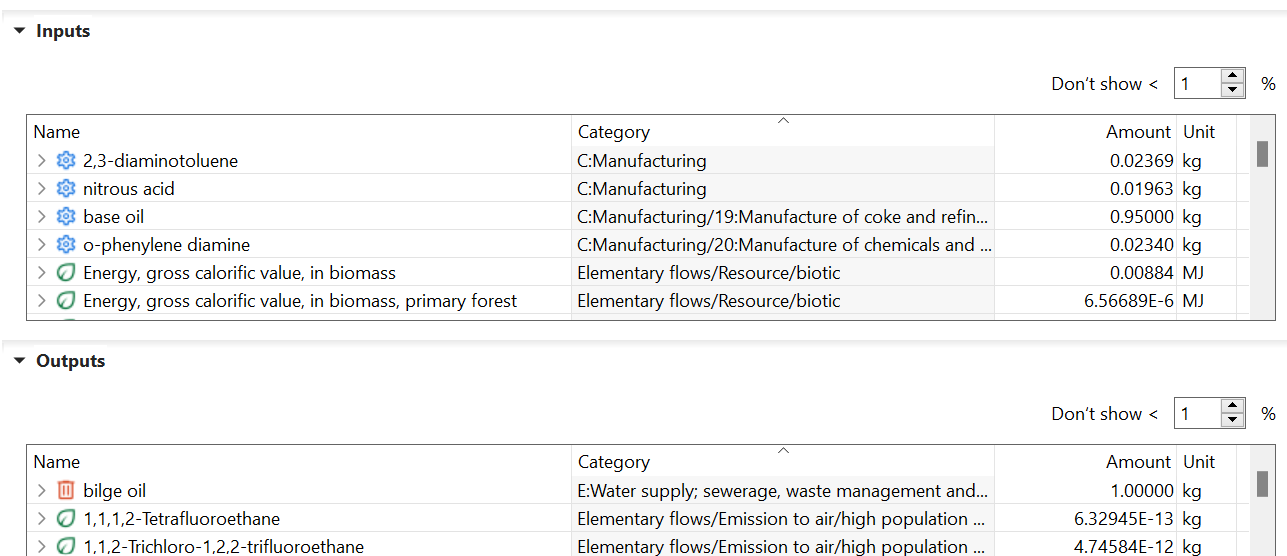 Inputs
Don't show < 1 %
Name Category Amount Unit
2,3-diaminotoluene C:Manufacturing 0.02369 kg
nitrous acid C:Manufacturing 0.01963 kg
base oil C:Manufacturing/19:Manufacture of coke and refin... 0.95000 kg
o-phenylene diamine C:Manufacturing/20:Manufacture of chemicals and ... 0.02340 kg
Energy, gross calorific value, in biomass Elementary flows/Resource/biotic 0.00884 MJ
Energy, gross calorific value, in biomass, primary forest Elementary flows/Resource/biotic 6.56689E-6 MJ
Outputs
Don't show < 1 %
Name Category Amount Unit
bilge oil E:Water supply; sewerage, waste management and... 1.00000 kg
1,1,1,2-Tetrafluoroethane Elementary flows/Emission to air/high population ... 6.32945E-13 kg
1,1,2-Trichloro-1,2,2-trifluoroethane Elementary flows/Emission to air/high population ... 4.74584E-12 kg